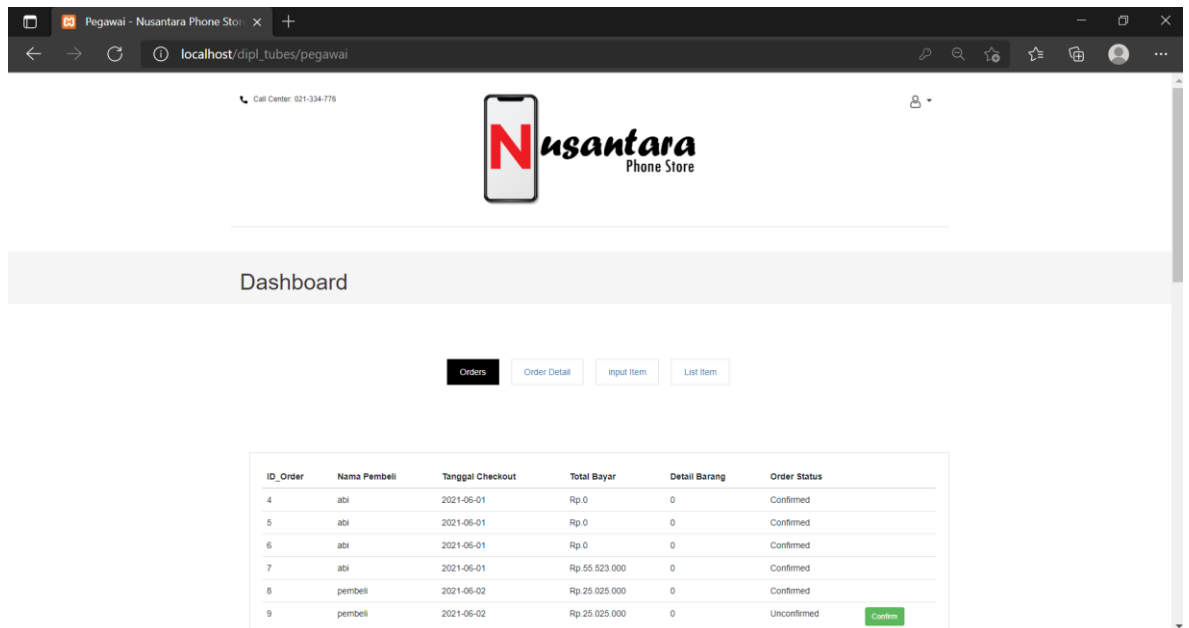 Pegawai - Nusantara Phone Stor
localhost/dipl_tubes/pegawai
Call Center: 021-334-776
Nusantara
Phone Store
Dashboard
Orders Order Detail Input Item List Item
ID_Order Nama Pembeli Tanggal Checkout Total Bayar Detail Barang Order Status
4 abi 2021-06-01 Rp.0 0 Confirmed
5 abi 2021-06-01 Rp.0 0 Confirmed
6 abi 2021-06-01 Rp.0 0 Confirmed
7 abi 2021-06-01 Rp.55.523.000 0 Confirmed
8 pembeli 2021-06-02 Rp.25.025.000 0 Confirmed
9 pembeli 2021-06-02 Rp.25.025.000 0 Unconfirmed Confirm